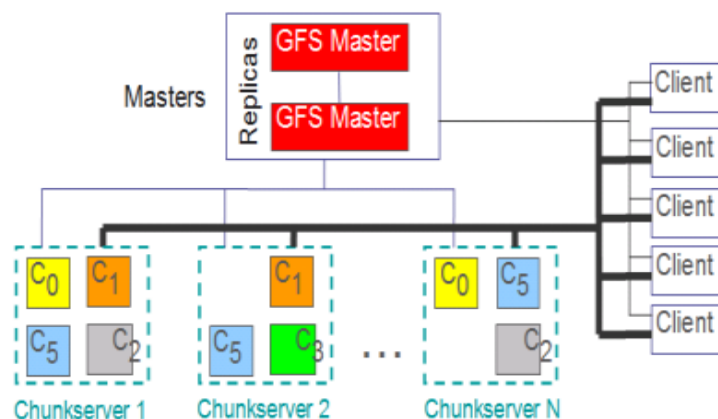 GFS Master
Replicas
Masters
GFS Master
Client
Client
Client
Client
Client
C0
C1
C5
C2
Chunkserver 1
C1
C5
C3
Chunkserver 2
...
C0
C5
C2
Chunkserver N